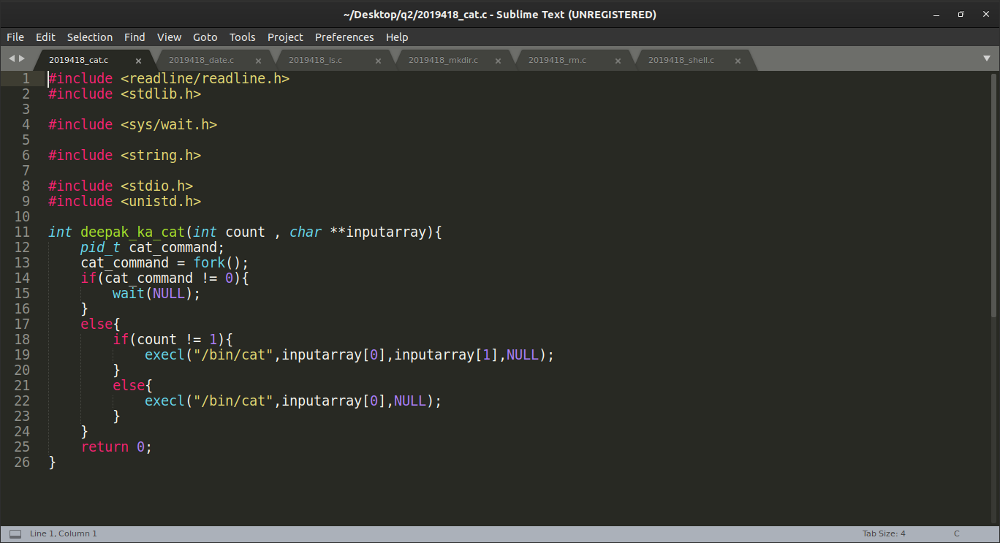 ~/Desktop/q2/2019418_cat.c - Sublime Text (UNREGISTERED)
File Edit Selection Find View Goto Tools Project Preferences Help
2019418_cat.c 2019418_date.c 2019418_ls.c 2019418_mkdir.c 2019418_rm.c 2019418_shell.c
1 #include <readline/readline.h>
2 #include <stdlib.h>
3
4 #include <sys/wait.h>
5
6 #include <string.h>
7
8 #include <stdio.h>
9 #include <unistd.h>
10
11 int deepak_ka_cat(int count , char **inputarray){
12     pid_t cat_command;
13     cat_command = fork();
14     if(cat_command != 0){
15         wait(NULL);
16     }
17     else{
18         if(count != 1){
19             execl("/bin/cat",inputarray[0],inputarray[1],NULL);
20         }
21         else{
22             execl("/bin/cat",inputarray[0],NULL);
23         }
24     }
25     return 0;
26 }
Line 1, Column 1 Tab Size: 4 C